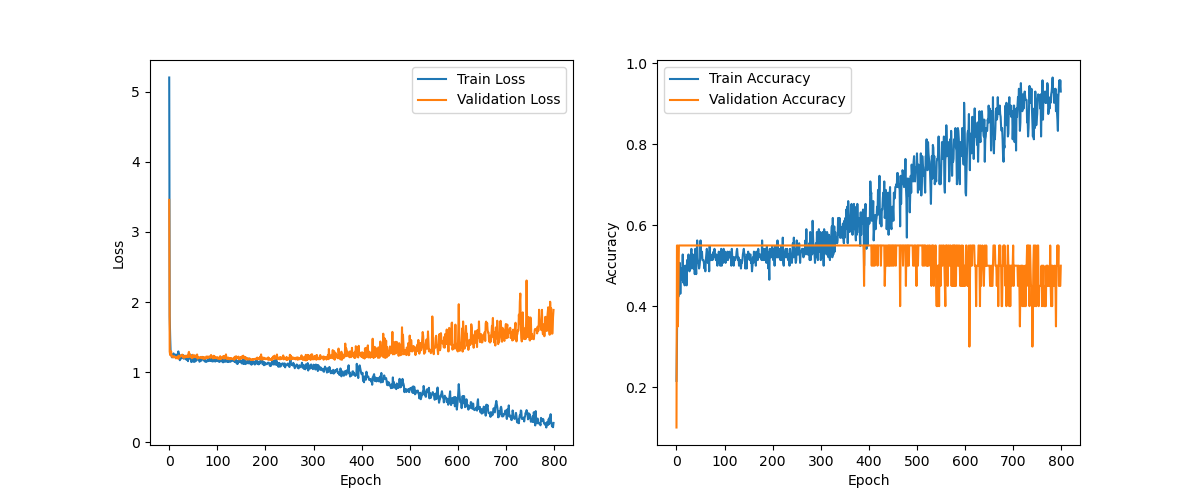 Train Loss
Validation Loss
5
4
3
2
1
0
Loss
0 100 200 300 400 500 600 700 800
Epoch
Train Accuracy
Validation Accuracy
1.0
0.8
0.6
0.4
0.2
Accuracy
0 100 200 300 400 500 600 700 800
Epoch